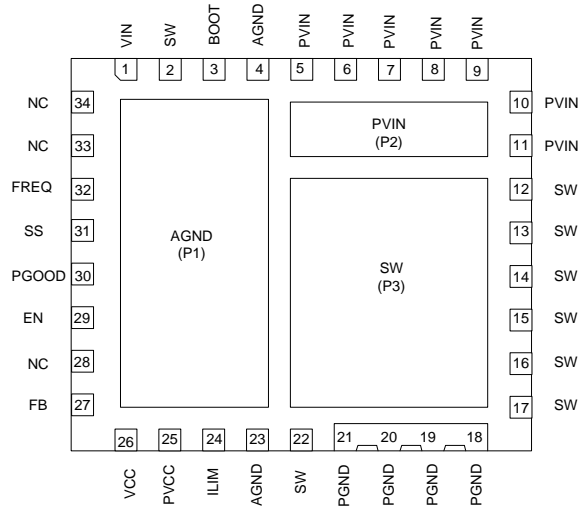 VIN SW BOOT AGND PVIN PVIN PVIN PVIN PVIN
1 2 3 4 5 6 7 8 9
NC 34 10 PVIN
PVIN
(P2)
NC 33 11 PVIN
FREQ 32 12 SW
SS 31 13 SW
AGND
(P1)
SW
(P3)
PGOOD 30 14 SW
EN 29 15 SW
NC 28 16 SW
FB 27 17 SW
26 25 24 23 22 21 20 19 18
VCC PVCC ILIM AGND SW PGND PGND PGND PGND